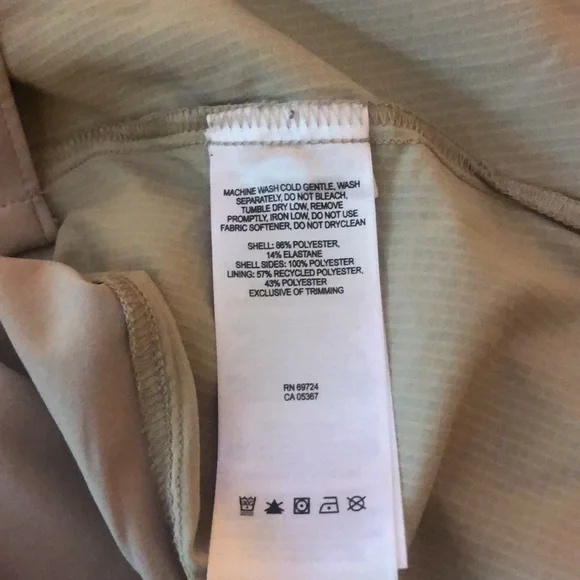 MACHINE WASH COLD GENTLE, WASH
SEPARATELY, DO NOT BLEACH,
TUMBLE DRY LOW, REMOVE
PROMPTLY, IRON LOW, DO NOT USE
FABRIC SOFTENER, DO NOT DRYCLEAN
SHELL: 86% POLYESTER,
14% ELASTANE
SHELL SIDES: 100% POLYESTER
LINING: 57% RECYCLED POLYESTER,
43% POLYESTER
EXCLUSIVE OF TRIMMING
RN 69724
CA 05367